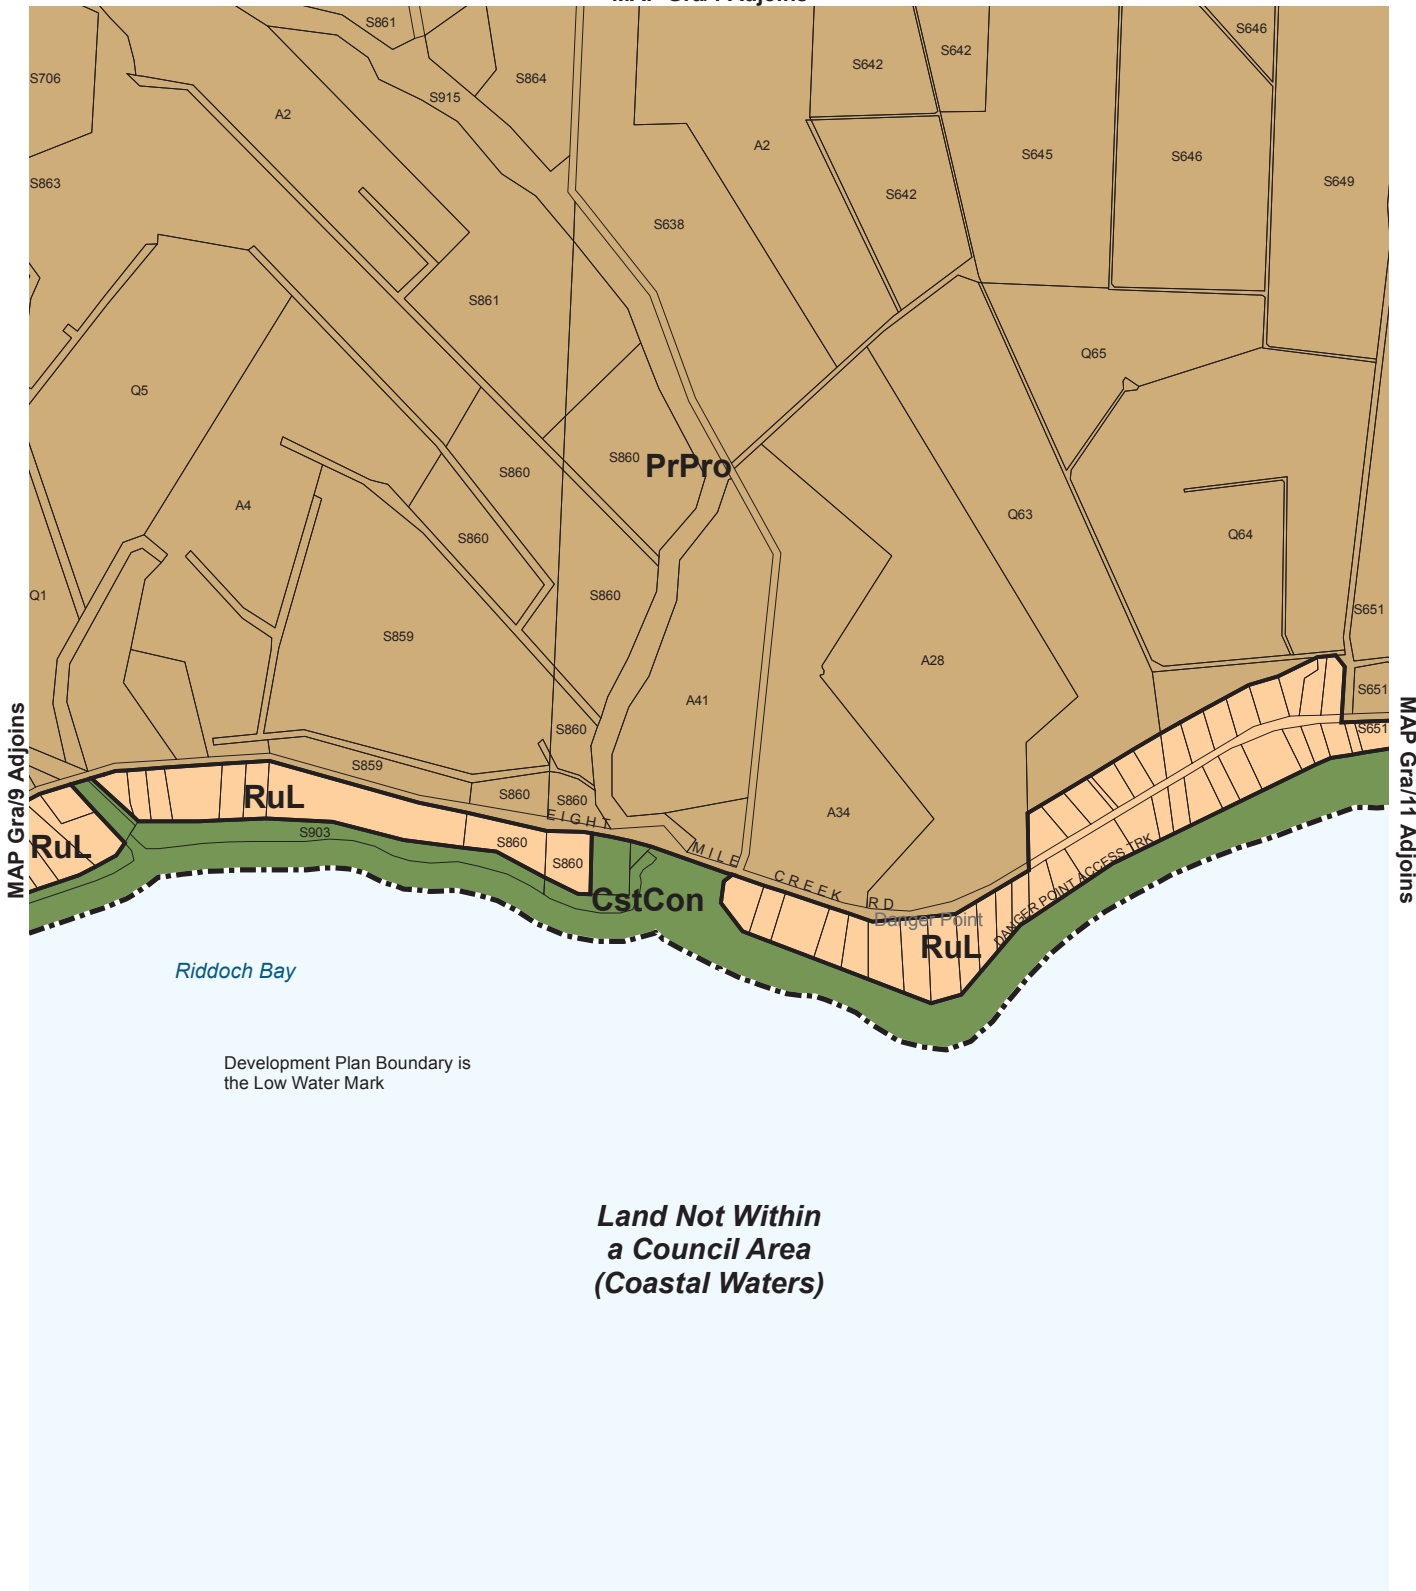 S861
S646
S642
S642
S706
S864
S915
A2
A2
S645
S646
S649
S863
S642
S638
S861
Q65
Q5
S860
PrPro
S860
A4
Q63
Q64
S860
Q1
S860
S651
S859
A28
A41
S651
S860
S651
S859
MAP Gra/9 Adjoins
MAP Gra/11 Adjoins
RuL
S860
S860
EIGHT MILE CREEK RD
A34
S903
S860
RuL
S860
DANGER POINT ACCESS TRK
CstCon
Danger Point
RuL
Riddoch Bay
Development Plan Boundary is
the Low Water Mark
Land Not Within
a Council Area
(Coastal Waters)